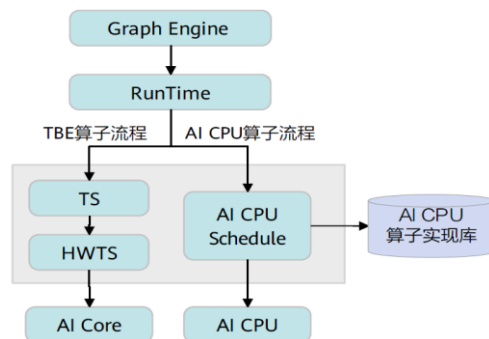 Graph Engine
RunTime
TBE算子流程
AI CPU算子流程
TS
HWTS
AI CPU
Schedule
AI CPU
算子实现库
AI Core
AI CPU